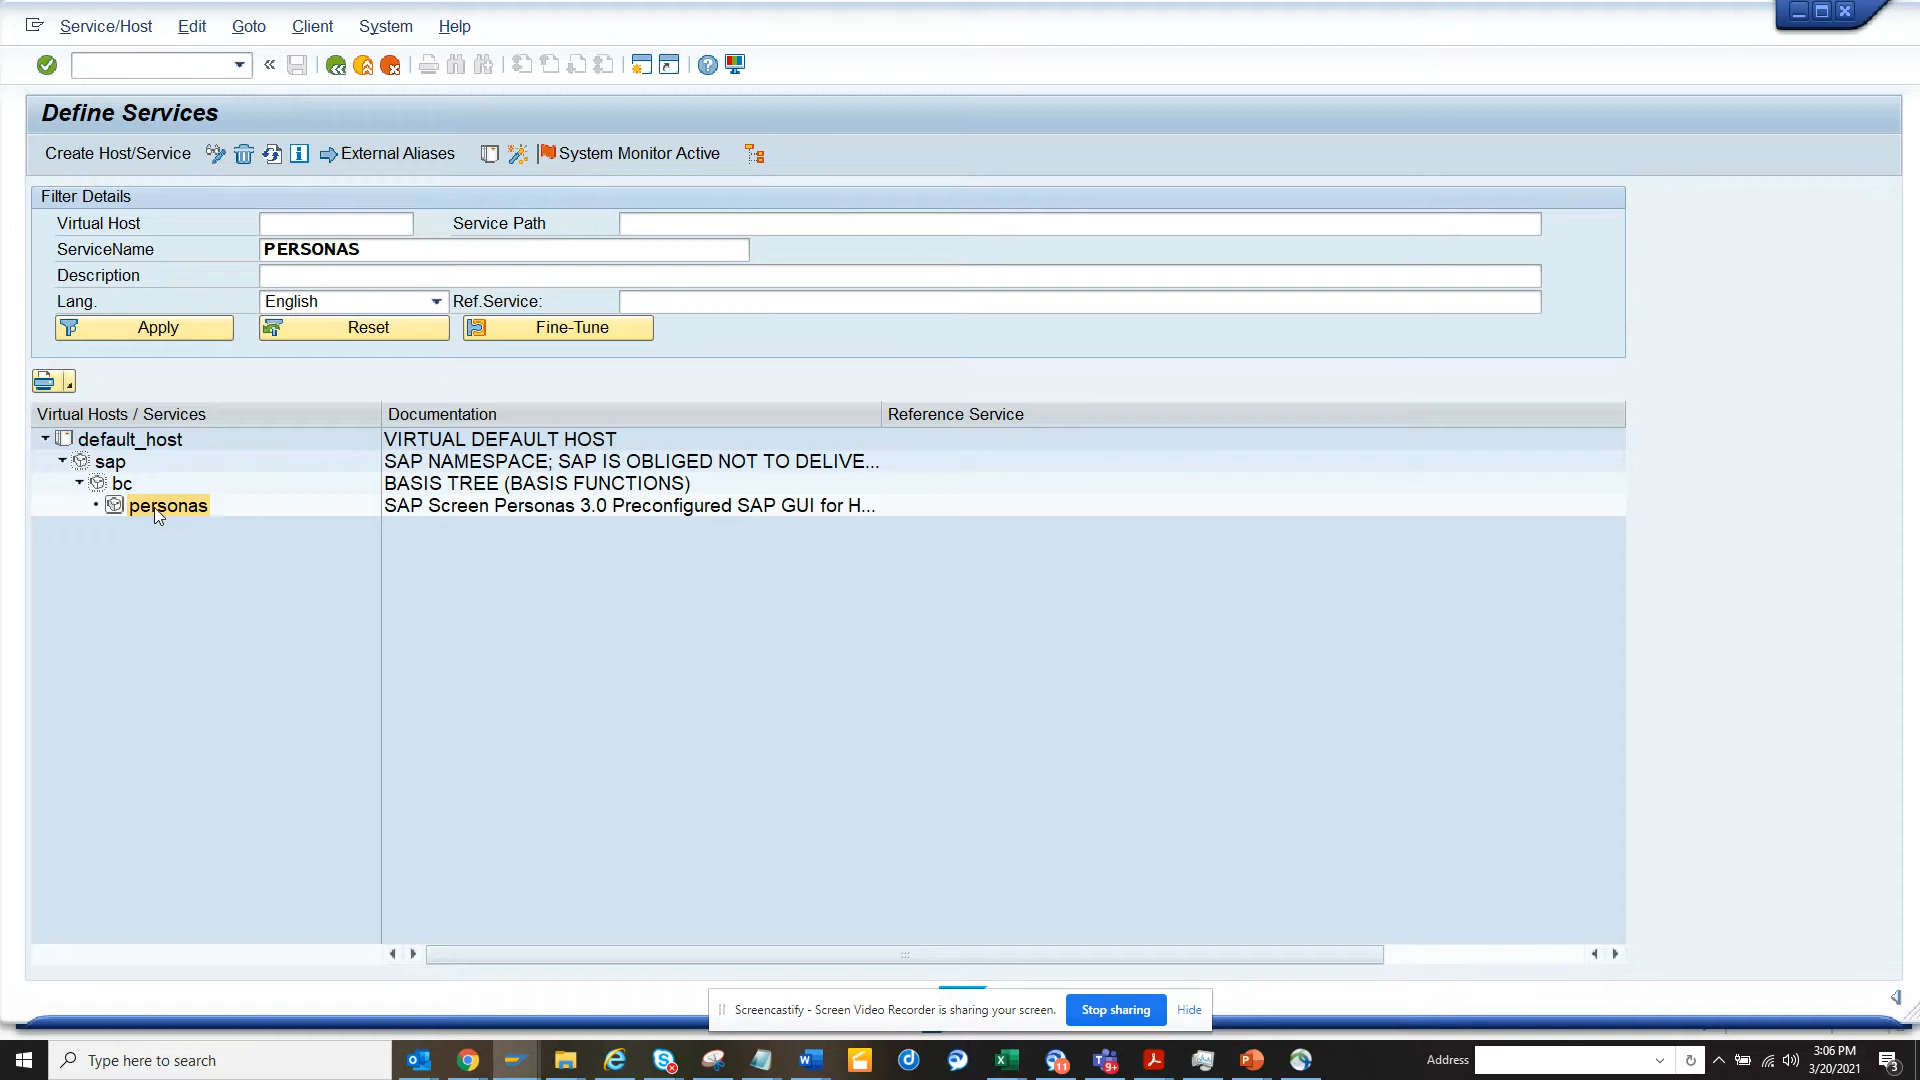 Service/Host Edit Goto Client System Help
Define Services
Create Host/Service External Aliases System Monitor Active
Filter Details
Virtual Host Service Path
ServiceName PERSONAS
Description
Lang. English Ref.Service:
Apply Reset Fine-Tune
Virtual Hosts / Services Documentation Reference Service
default_host VIRTUAL DEFAULT HOST
sap SAP NAMESPACE; SAP IS OBLIGED NOT TO DELIVE...
bc BASIS TREE (BASIS FUNCTIONS)
personas SAP Screen Personas 3.0 Preconfigured SAP GUI for H...
Screencastify - Screen Video Recorder is sharing your screen. Stop sharing Hide
Type here to search 11 9+ Address 3:06 PM
3/20/2021 3